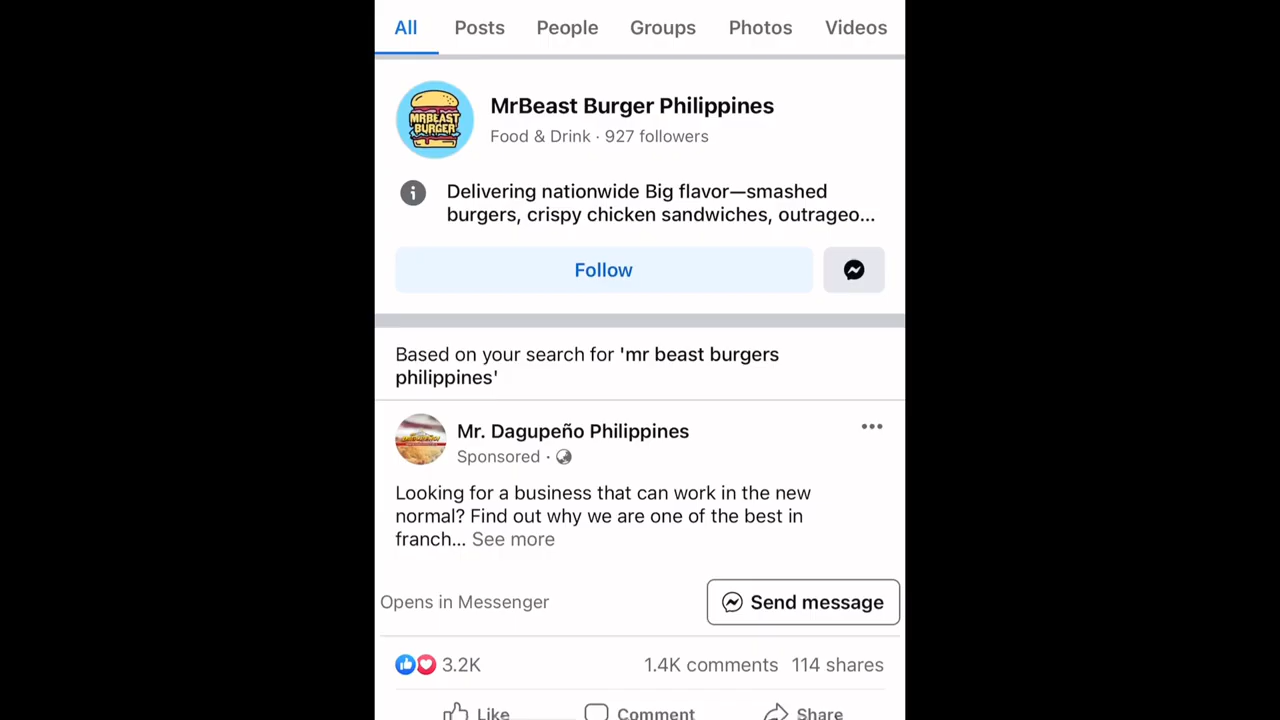 All Posts People Groups Photos Videos
MRBEAST
BURGER
MrBeast Burger Philippines
Food & Drink · 927 followers
Delivering nationwide Big flavor—smashed
burgers, crispy chicken sandwiches, outrageo...
Follow
Based on your search for 'mr beast burgers
philippines'
Mr. Dagupeño Philippines
Sponsored ·
Looking for a business that can work in the new
normal? Find out why we are one of the best in
franch... See more
Opens in Messenger Send message
3.2K 1.4K comments 114 shares
Like Comment Share